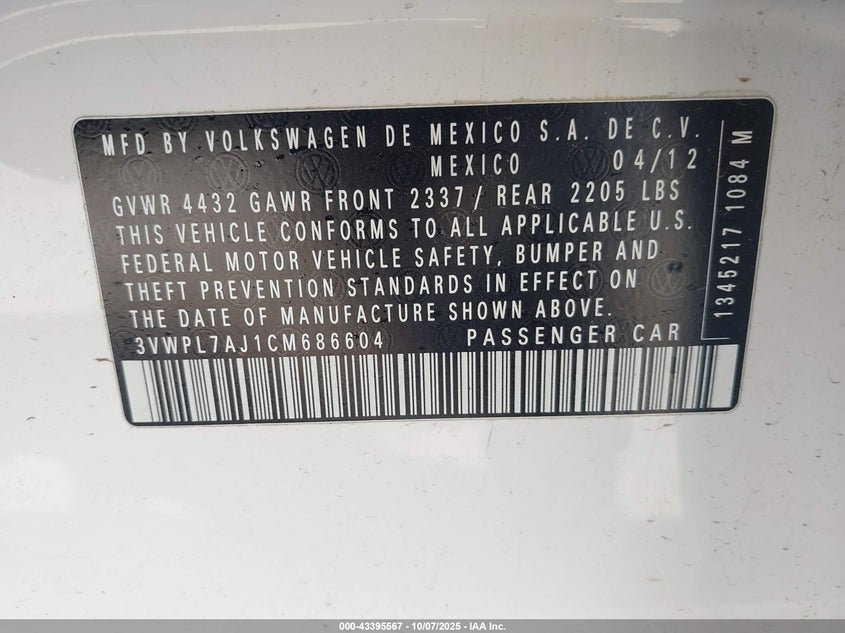 MFD BY VOLKSWAGEN DE MEXICO S.A. DE C.V.
MEXICO 04/12
GVWR 4432 GAWR FRONT 2337/ REAR 2205 LBS
THIS VEHICLE CONFORMS TO ALL APPLICABLE U.S.
FEDERAL MOTOR VEHICLE SAFETY, BUMPER AND
THEFT PREVENTION STANDARDS IN EFFECT ON
THE DATE OF MANUFACTURE SHOWN ABOVE.
3VWPL7AJ1CM686604 PASSENGER CAR
1345217 1084 M
000-43395567 - 10/07/2025 - IAA Inc.